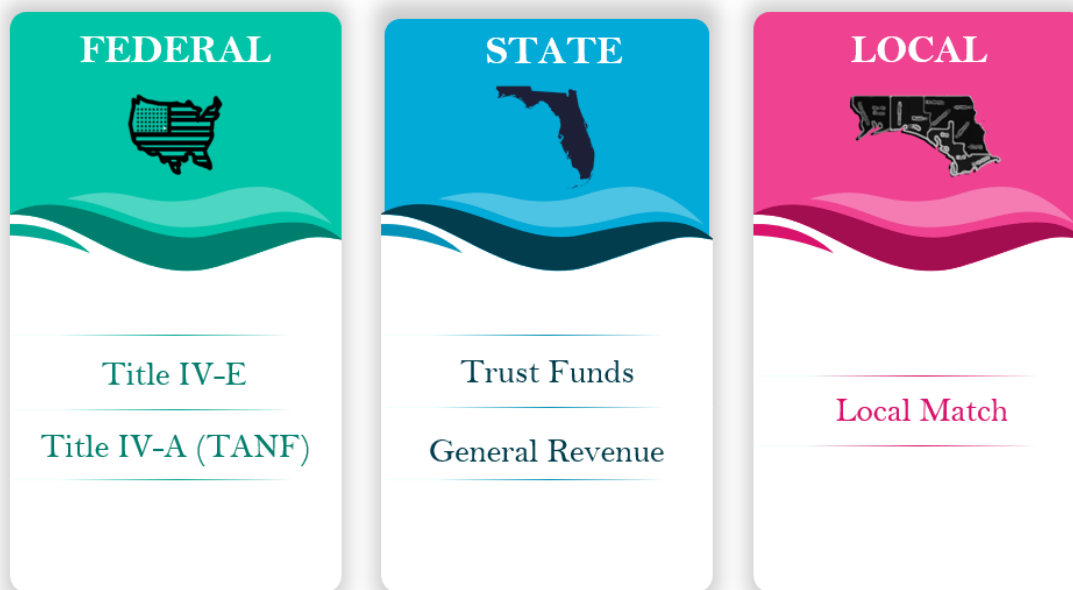 FEDERAL
Title IV-E
Title IV-A (TANF)
STATE
Trust Funds
General Revenue
LOCAL
Local Match